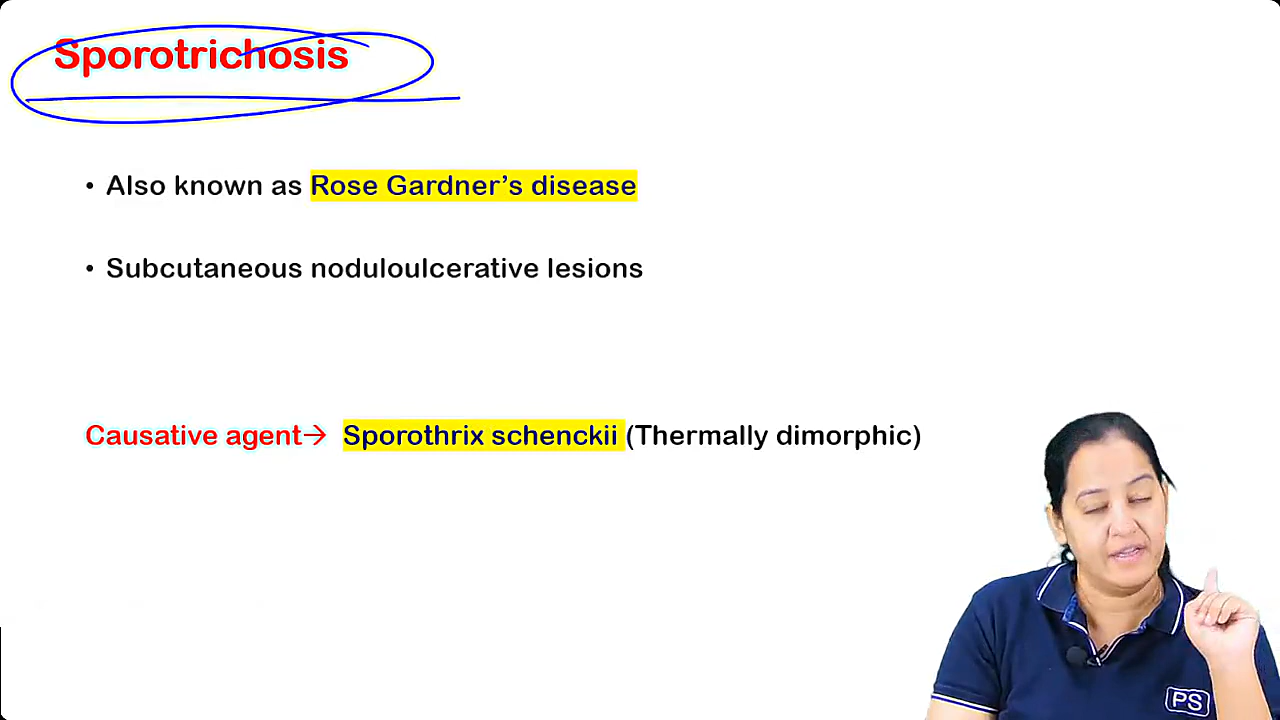 Sporotrichosis
• Also known as Rose Gardner’s disease
• Subcutaneous noduloulcerative lesions
Causative agent→ Sporothrix schenckii (Thermally dimorphic)
PS